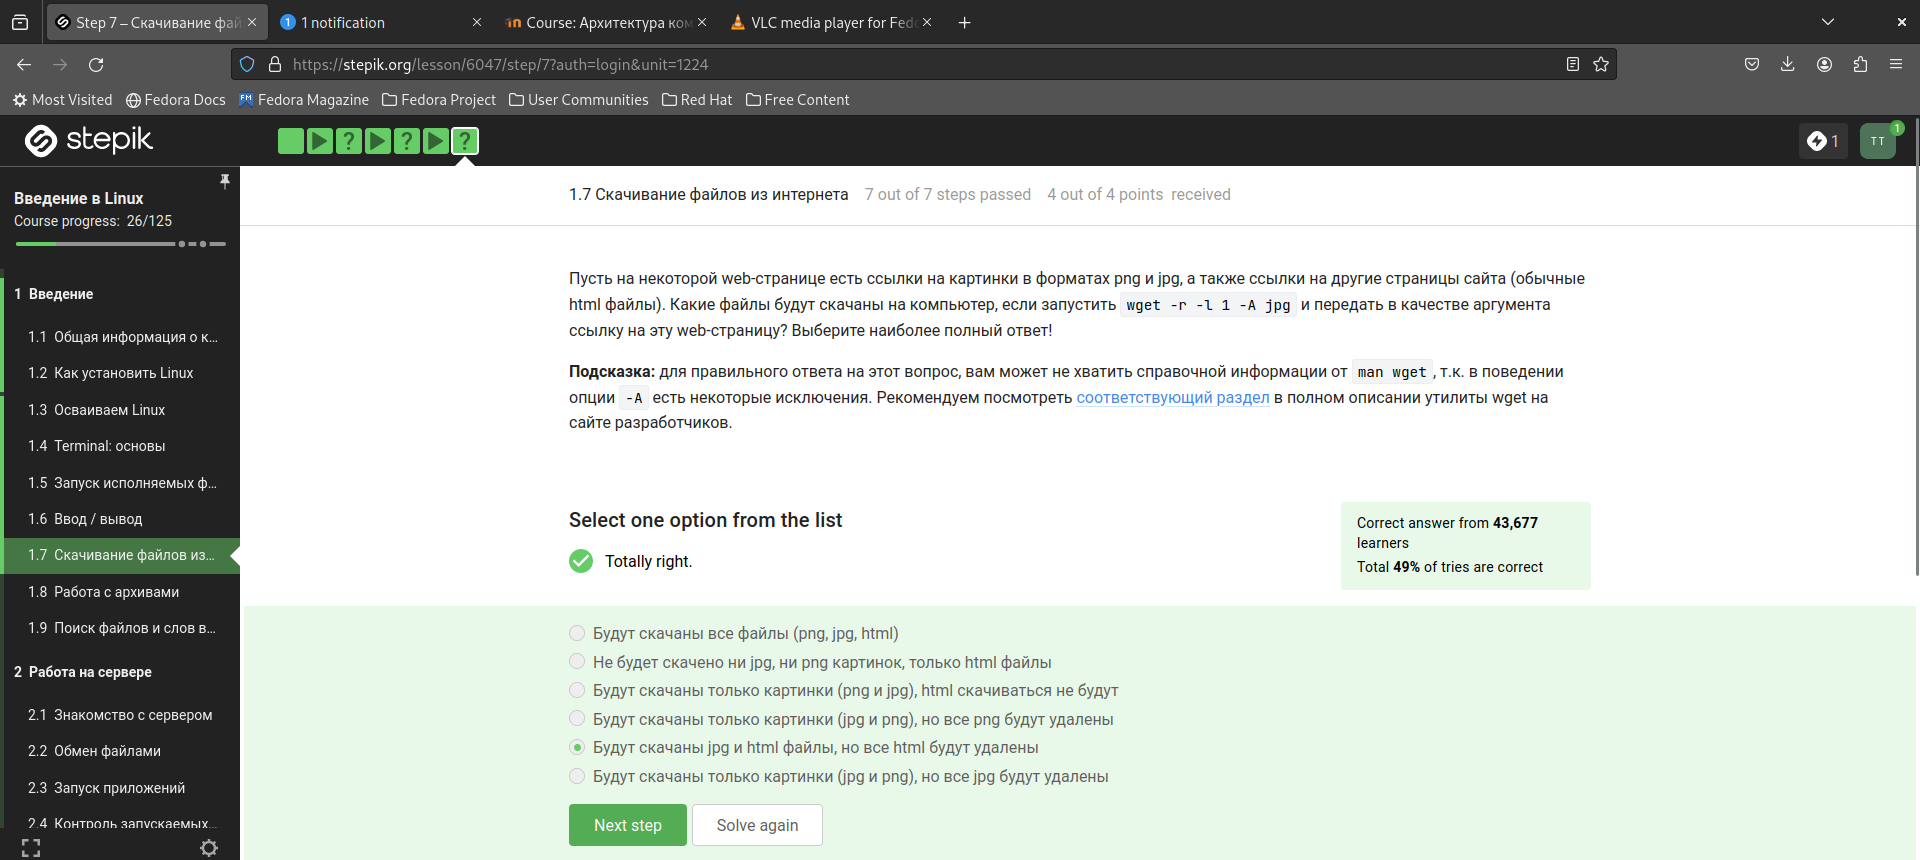 Step 7 – Скачивание фай
1 notification
Course: Архитектура ком
VLC media player for Fedo
https://stepik.org/lesson/6047/step/7?auth=login&unit=1224
Most Visited
Fedora Docs
Fedora Magazine
Fedora Project
User Communities
Red Hat
Free Content
stepik
1
TT
1
Введение в Linux
Course progress: 26/125
1 Введение
1.1 Общая информация о к...
1.2 Как установить Linux
1.3 Осваиваем Linux
1.4 Terminal: основы
1.5 Запуск исполняемых ф...
1.6 Ввод / вывод
1.7 Скачивание файлов из...
1.8 Работа с архивами
1.9 Поиск файлов и слов в...
2 Работа на сервере
2.1 Знакомство с сервером
2.2 Обмен файлами
2.3 Запуск приложений
2.4 Контроль запускаемых...
1.7 Скачивание файлов из интернета 7 out of 7 steps passed 4 out of 4 points received
Пусть на некоторой web-странице есть ссылки на картинки в форматах png и jpg, а также ссылки на другие страницы сайта (обычные
html файлы). Какие файлы будут скачаны на компьютер, если запустить wget -r -l 1 -A jpg и передать в качестве аргумента
ссылку на эту web-страницу? Выберите наиболее полный ответ!
Подсказка: для правильного ответа на этот вопрос, вам может не хватить справочной информации от man wget, т.к. в поведении
опции -A есть некоторые исключения. Рекомендуем посмотреть соответствующий раздел в полном описании утилиты wget на
сайте разработчиков.
Select one option from the list
Totally right.
Correct answer from 43,677
learners
Total 49% of tries are correct
Будут скачаны все файлы (png, jpg, html)
Не будет скачено ни jpg, ни png картинок, только html файлы
Будут скачаны только картинки (png и jpg), html скачиваться не будут
Будут скачаны только картинки (jpg и png), но все png будут удалены
Будут скачаны jpg и html файлы, но все html будут удалены
Будут скачаны только картинки (jpg и png), но все jpg будут удалены
Next step
Solve again